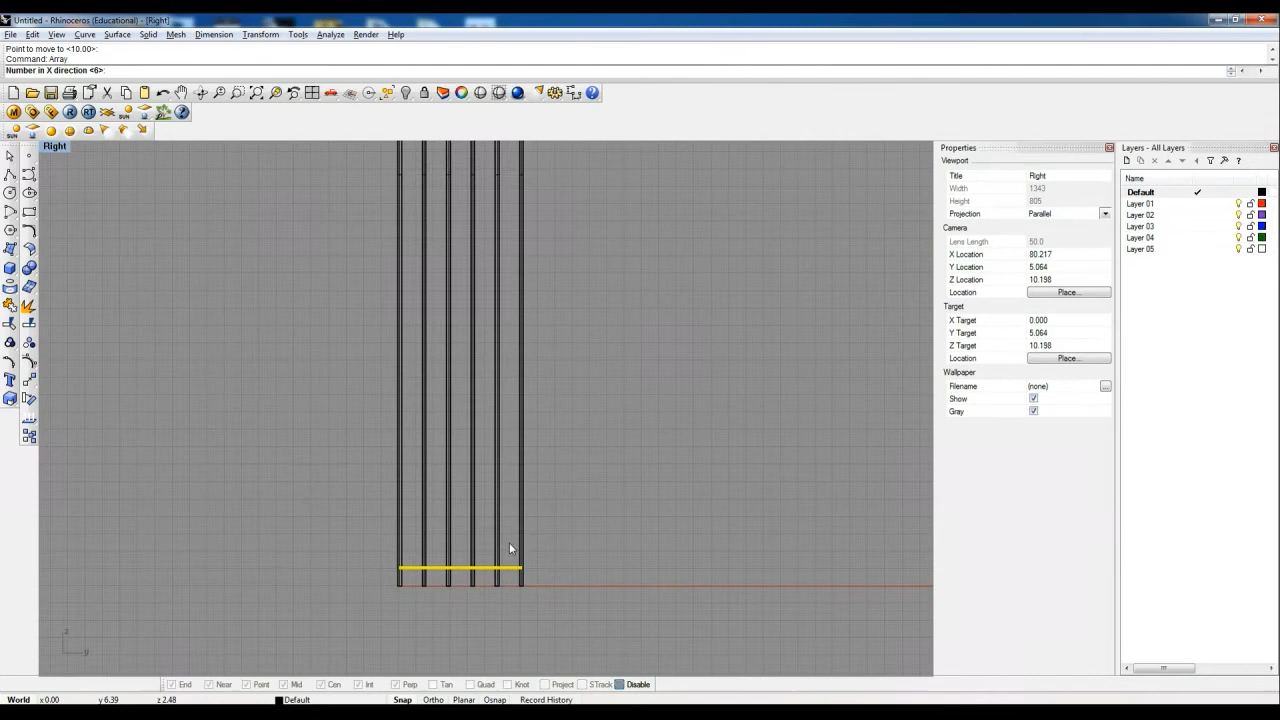 Untitled - Rhinoceros (Educational) - [Right]
File Edit View Curve Surface Solid Mesh Dimension Transform Tools Analyze Render Help
Point to move to <10.00>:
Command: Array
Number in X direction <6>:
Right
Properties
Viewport
Title Right
Width 1343
Height 805
Projection Parallel
Camera
Lens Length 50.0
X Location 80.217
Y Location 5.064
Z Location 10.198
Location Place...
Target
X Target 0.000
Y Target 5.064
Z Target 10.198
Location Place...
Wallpaper
Filename (none) ...
Show
Gray
Layers - All Layers
Name
Default
Layer 01
Layer 02
Layer 03
Layer 04
Layer 05
z
y
End Near Point Mid Cen Int Perp Tan Quad Knot Project STrack Disable
World x 0.00 y 6.39 z 2.48 Default Snap Ortho Planar Osnap Record History